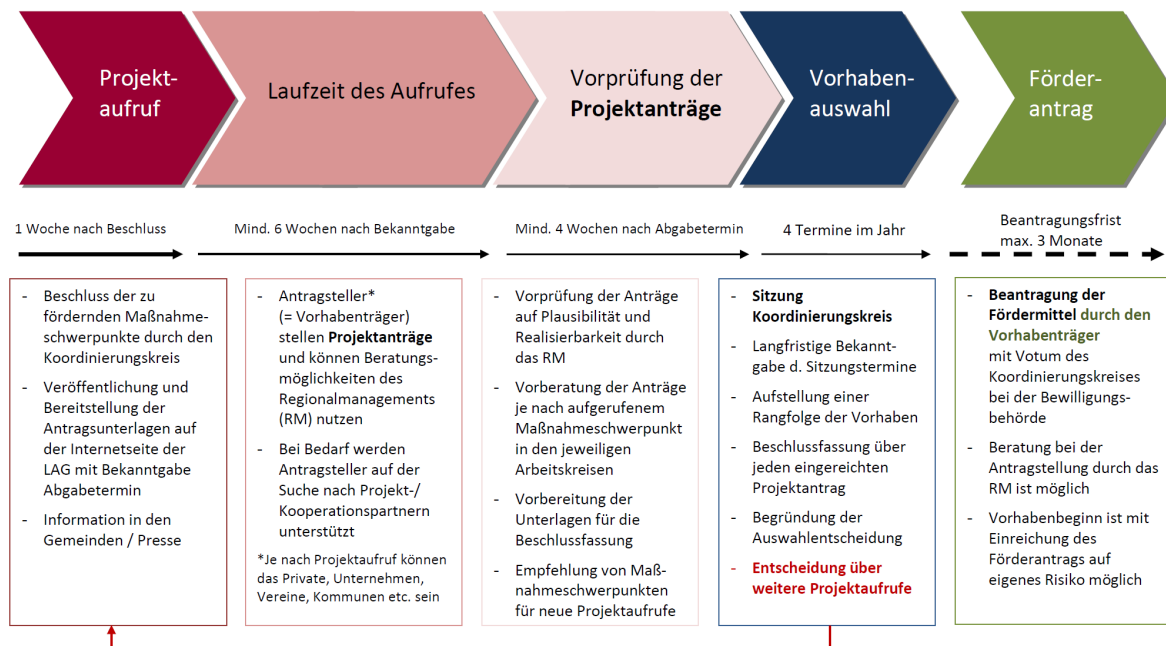 Projekt-
aufruf
Laufzeit des Aufrufes
Vorprüfung der
Projektanträge
Vorhaben-
auswahl
Förder-
antrag
1 Woche nach Beschluss
Mind. 6 Wochen nach Bekanntgabe
Mind. 4 Wochen nach Abgabetermin
4 Termine im Jahr
Beantragungsfrist
max. 3 Monate
- Beschluss der zu
fördernden Maßnahme-
schwerpunkte durch den
Koordinierungskreis
- Veröffentlichung und
Bereitstellung der
Antragsunterlagen auf
der Internetseite der
LAG mit Bekanntgabe
Abgabetermin
- Information in den
Gemeinden / Presse
- Antragsteller*
(= Vorhabenträger)
stellen Projektanträge
und können Beratungs-
möglichkeiten des
Regionalmanagements
(RM) nutzen
- Bei Bedarf werden
Antragsteller auf der
Suche nach Projekt-/
Kooperationspartnern
unterstützt
*Je nach Projektaufruf können
das Private, Unternehmen,
Vereine, Kommunen etc. sein
- Vorprüfung der Anträge
auf Plausibilität und
Realisierbarkeit durch
das RM
- Vorberatung der Anträge
je nach aufgerufenem
Maßnahmeschwerpunkt
in den jeweiligen
Arbeitskreisen
- Vorbereitung der
Unterlagen für die
Beschlussfassung
- Empfehlung von Maß-
nahmeschwerpunkten
für neue Projektaufrufe
- Sitzung
Koordinierungskreis
- Langfristige Bekannt-
gabe d. Sitzungstermine
- Aufstellung einer
Rangfolge der Vorhaben
- Beschlussfassung über
jeden eingereichten
Projektantrag
- Begründung der
Auswahlentscheidung
- Entscheidung über
weitere Projektaufrufe
- Beantragung der
Fördermittel durch den
Vorhabenträger
mit Votum des
Koordinierungskreises
bei der Bewilligungs-
behörde
- Beratung bei der
Antragstellung durch das
RM ist möglich
- Vorhabenbeginn ist mit
Einreichung des
Förderantrags auf
eigenes Risiko möglich